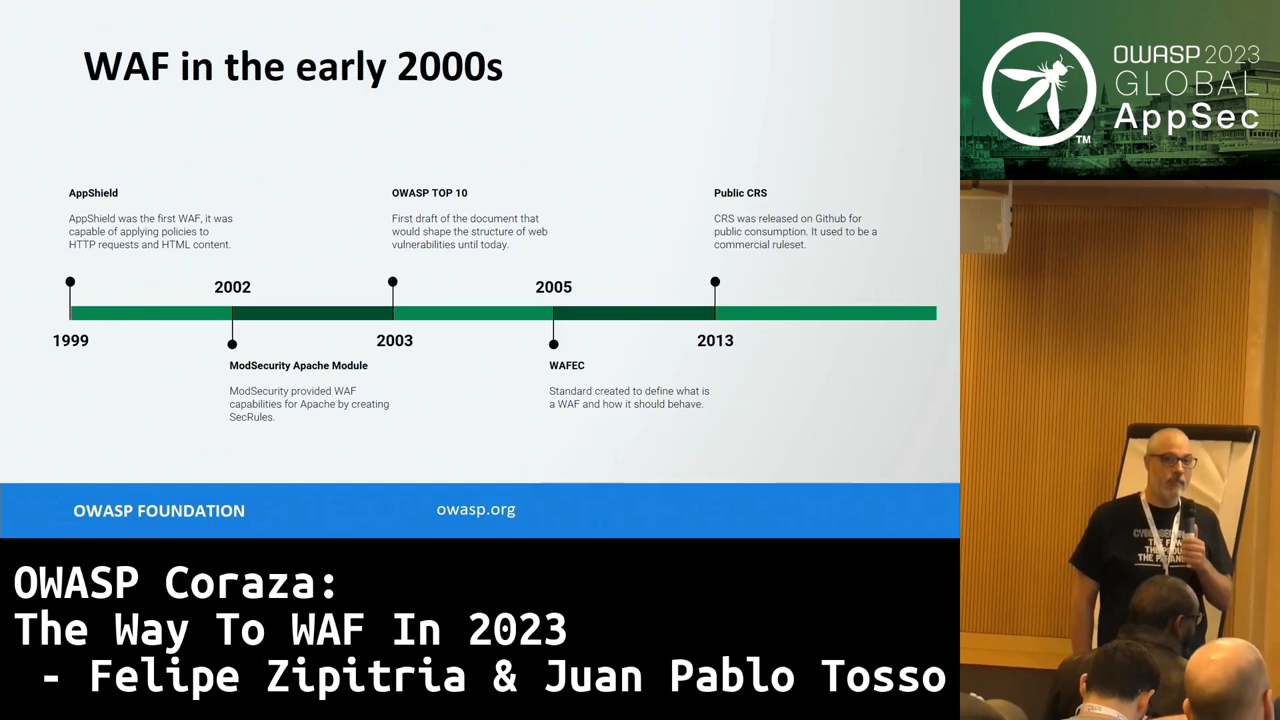 WAF in the early 2000s
AppShield
AppShield was the first WAF, it was
capable of applying policies to
HTTP requests and HTML content.
OWASP TOP 10
First draft of the document that
would shape the structure of web
vulnerabilities until today.
Public CRS
CRS was released on Github for
public consumption. It used to be a
commercial ruleset.
2002
2005
1999
2003
2013
ModSecurity Apache Module
ModSecurity provided WAF
capabilities for Apache by creating
SecRules.
WAFEC
Standard created to define what is
a WAF and how it should behave.
OWASP FOUNDATION
owasp.org
OWASP Coraza:
The Way To WAF In 2023
- Felipe Zipitria & Juan Pablo Tosso
OWASP 2023
GLOBAL
AppSec
TM
THE
THE